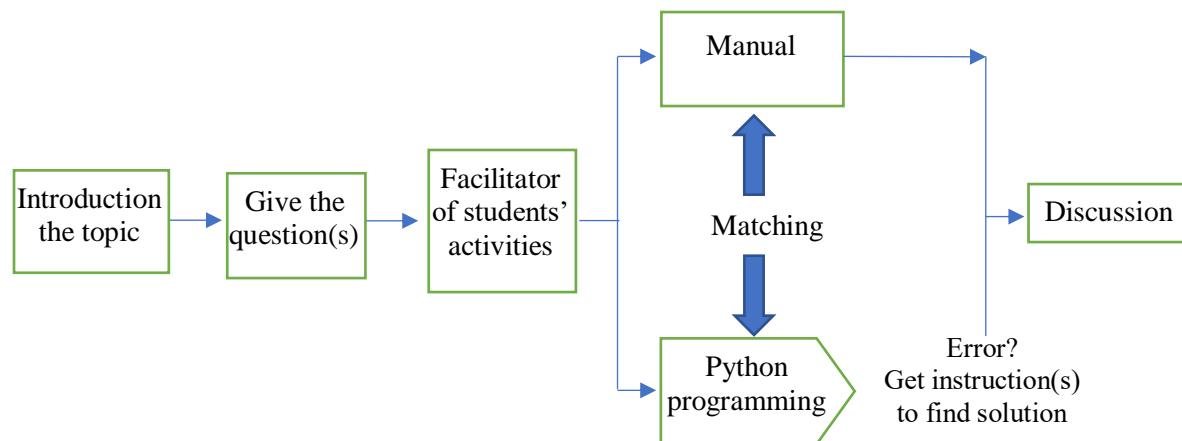 Introduction
the topic
Give the
question(s)
Facilitator
of students’
activities
Manual
Matching
Python
programming
Error?
Get instruction(s)
to find solution
Discussion